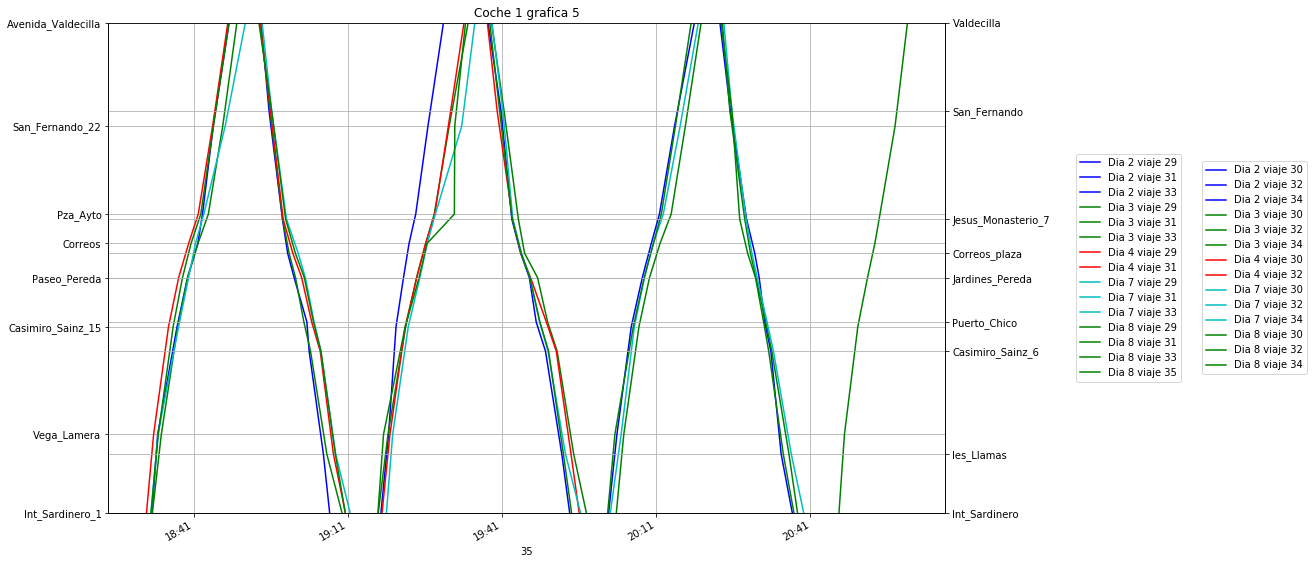 Coche 1 grafica 5
Avenida_Valdecilla
San_Fernando_22
Pza_Ayto
Correos
Paseo_Pereda
Casimiro_Sainz_15
Vega_Lamera
Int_Sardinero_1
Valdecilla
San_Fernando
Jesus_Monasterio_7
Correos_plaza
Jardines_Pereda
Puerto_Chico
Casimiro_Sainz_6
Ies_Llamas
Int_Sardinero
18:41
19:11
19:41
20:11
20:41
35
Dia 2 viaje 29
Dia 2 viaje 31
Dia 2 viaje 33
Dia 3 viaje 29
Dia 3 viaje 31
Dia 3 viaje 33
Dia 4 viaje 29
Dia 4 viaje 31
Dia 7 viaje 29
Dia 7 viaje 31
Dia 7 viaje 33
Dia 8 viaje 29
Dia 8 viaje 31
Dia 8 viaje 33
Dia 8 viaje 35
Dia 2 viaje 30
Dia 2 viaje 32
Dia 2 viaje 34
Dia 3 viaje 30
Dia 3 viaje 32
Dia 3 viaje 34
Dia 4 viaje 30
Dia 4 viaje 32
Dia 7 viaje 30
Dia 7 viaje 32
Dia 7 viaje 34
Dia 8 viaje 30
Dia 8 viaje 32
Dia 8 viaje 34